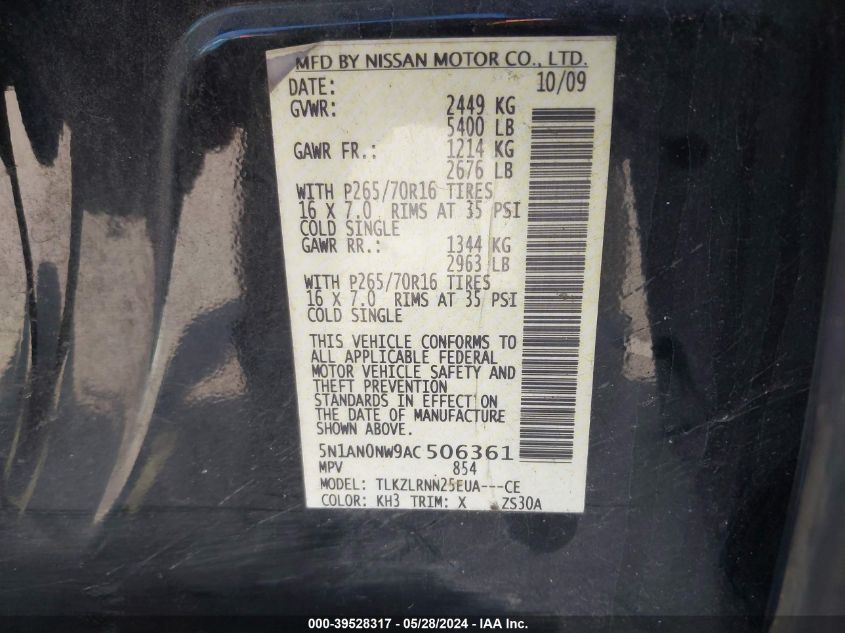 MFD BY NISSAN MOTOR CO., LTD.
DATE: 10/09
GVWR: 2449 KG
5400 LB
GAWR FR.: 1214 KG
2676 LB
WITH P265/70R16 TIRES
16 X 7.0 RIMS AT 35 PSI
COLD SINGLE
GAWR RR.: 1344 KG
2963 LB
WITH P265/70R16 TIRES
16 X 7.0 RIMS AT 35 PSI
COLD SINGLE
THIS VEHICLE CONFORMS TO
ALL APPLICABLE FEDERAL
MOTOR VEHICLE SAFETY AND
THEFT PREVENTION
STANDARDS IN EFFECT ON
THE DATE OF MANUFACTURE
SHOWN ABOVE.
5N1AN0NW9AC506361
MPV 854
MODEL: TLKZLRNN25EUA---CE
COLOR: KH3 TRIM: X ZS30A
000-39528317 - 05/28/2024 - IAA Inc.